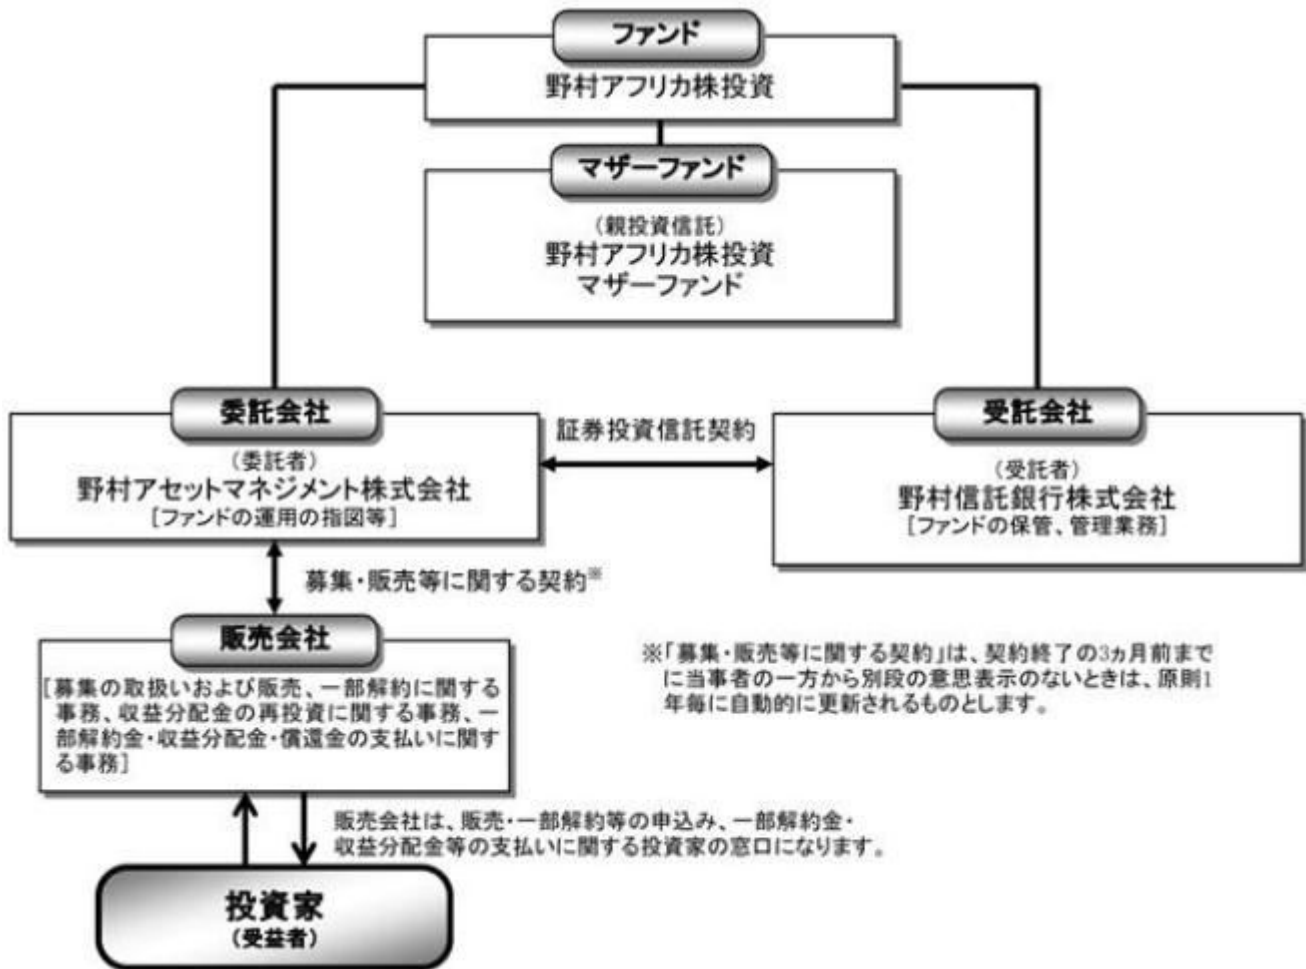 ファンド
野村アフリカ株投資
マザーファンド
(親投資信託)
野村アフリカ株投資
マザーファンド
委託会社
(委託者)
野村アセットマネジメント株式会社
[ファンドの運用の指図等]
証券投資信託契約
受託会社
(受託者)
野村信託銀行株式会社
[ファンドの保管、管理業務]
募集・販売等に関する契約※
販売会社
[募集の取扱いおよび販売、一部解約に関する
事務、収益分配金の再投資に関する事務、一
部解約金・収益分配金・償還金の支払いに関す
る事務]
※「募集・販売等に関する契約」は、契約終了の3ヵ月前まで
に当事者の一方から別段の意思表示のないときは、原則1
年毎に自動的に更新されるものとします。
販売会社は、販売・一部解約等の申込み、一部解約金・
収益分配金等の支払いに関する投資家の窓口になります。
投資家
(受益者)